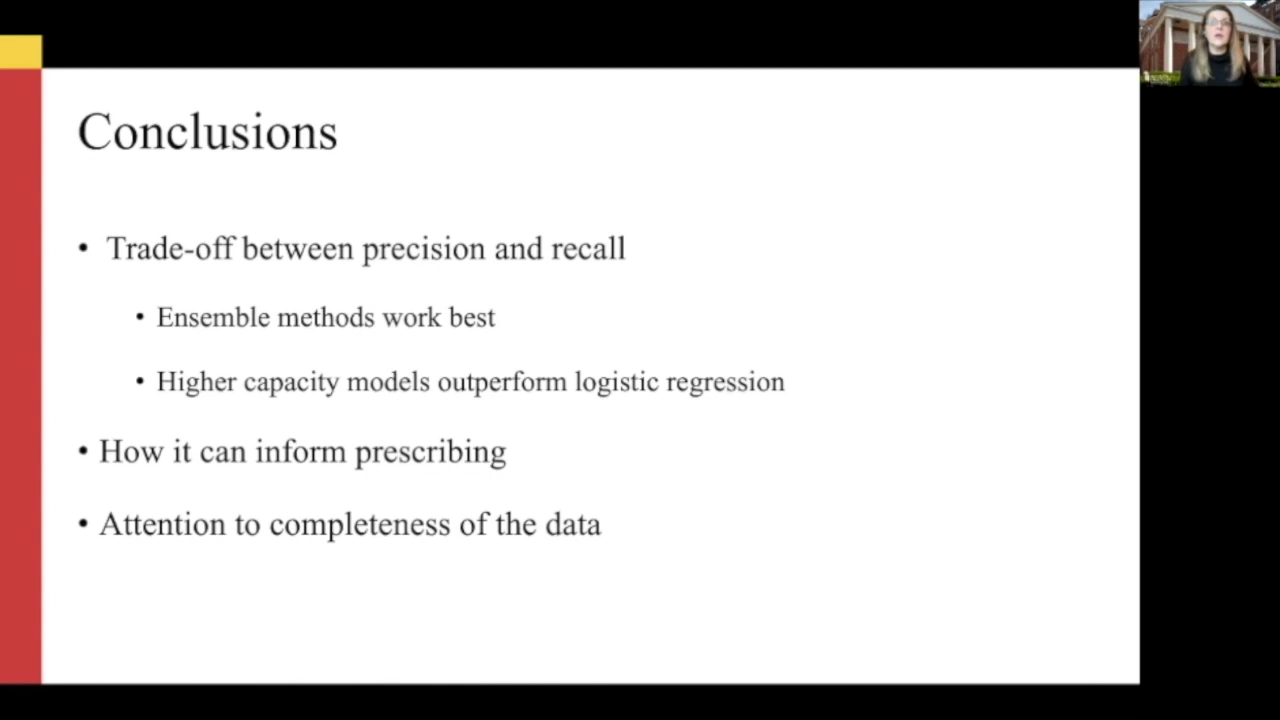 Conclusions
• Trade-off between precision and recall
• Ensemble methods work best
• Higher capacity models outperform logistic regression
• How it can inform prescribing
• Attention to completeness of the data